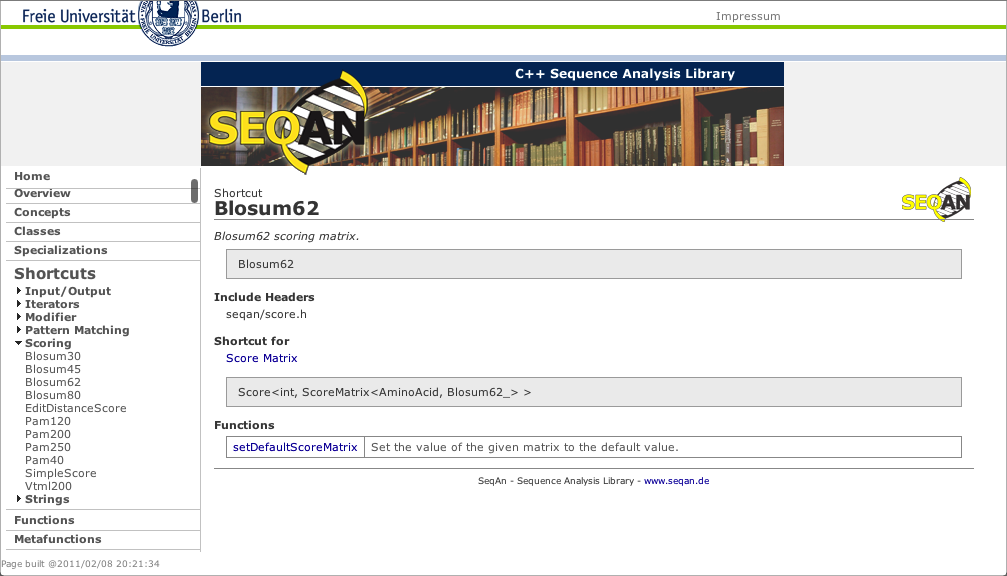 Freie Universität Berlin
Impressum
C++ Sequence Analysis Library
SEQAN
Home
Overview
Concepts
Classes
Specializations
Shortcuts
Input/Output
Iterators
Modifier
Pattern Matching
Scoring
Blosum30
Blosum45
Blosum62
Blosum80
EditDistanceScore
Pam120
Pam200
Pam250
Pam40
SimpleScore
Vtml200
Strings
Functions
Metafunctions
Page built @2011/02/08 20:21:34
Shortcut
Blosum62
SEQAN
Blosum62 scoring matrix.
Blosum62
Include Headers
seqan/score.h
Shortcut for
Score Matrix
Score<int, ScoreMatrix<AminoAcid, Blosum62_> >
Functions
setDefaultScoreMatrix Set the value of the given matrix to the default value.
SeqAn - Sequence Analysis Library - www.seqan.de